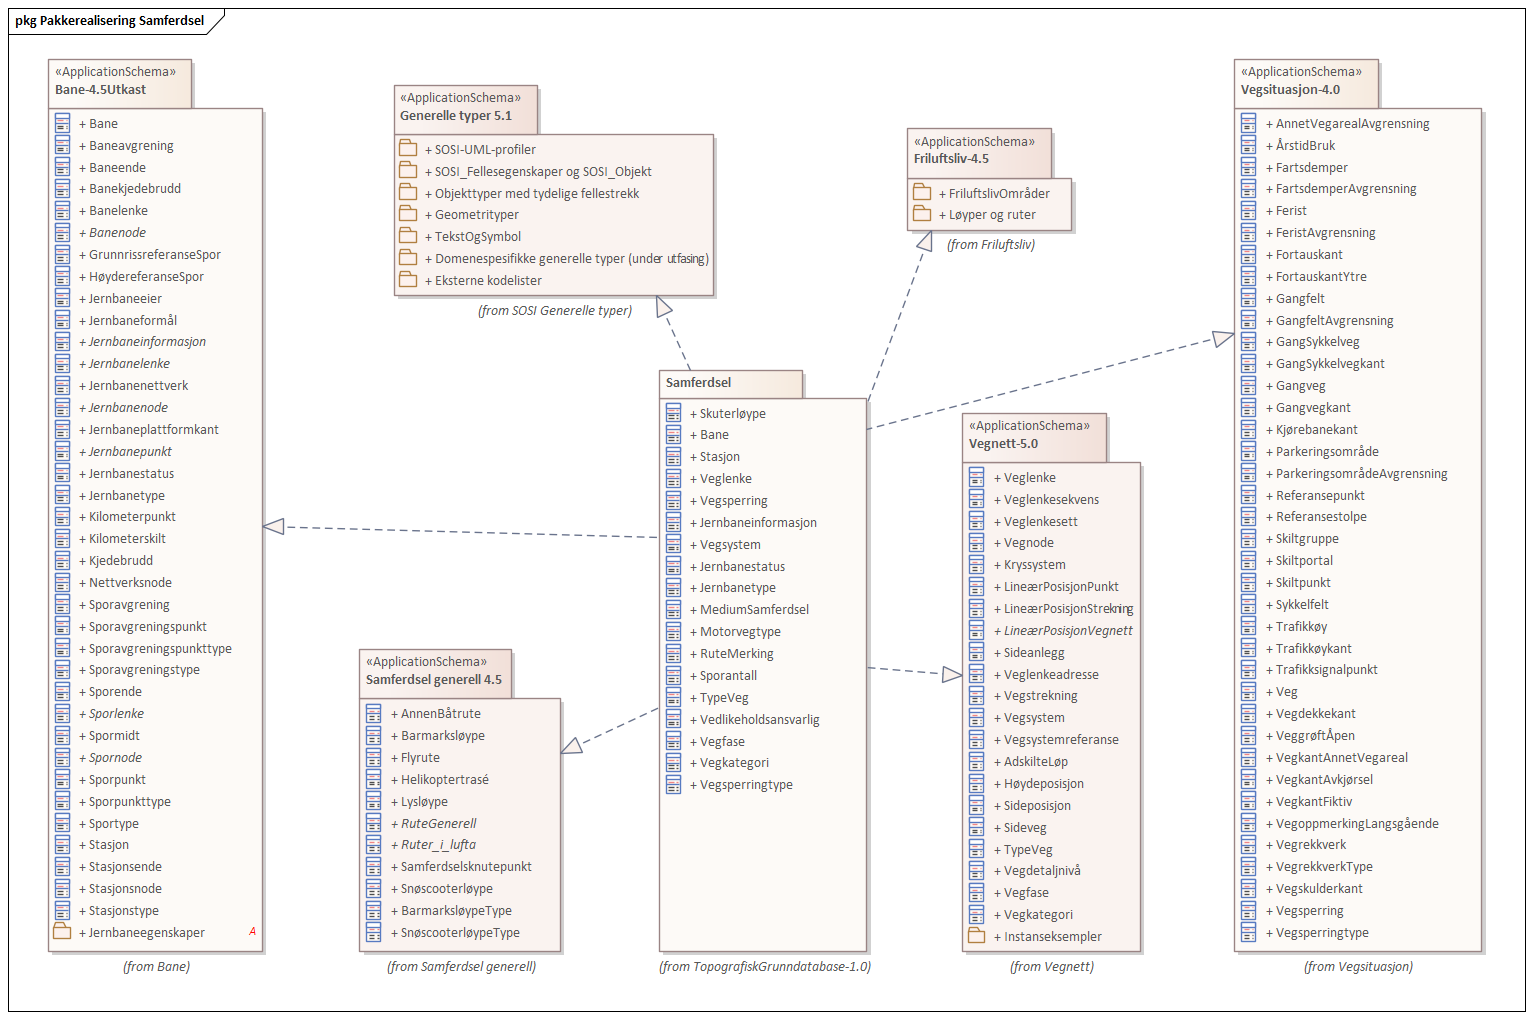 pkg Pakkerealisering Samferdsel
«ApplicationSchema»
Bane-4.5Utkast
+ Bane
+ Baneavgrening
+ Baneende
+ Banekjedebrudd
+ Banelenke
+ Banenode
+ GrunnrissreferanseSpor
+ HøydereferanseSpor
+ Jernbaneeier
+ Jernbaneformål
+ Jernbaneinformasjon
+ Jernbanelenke
+ Jernbanenettverk
+ Jernbanenode
+ Jernbaneplattformkant
+ Jernbanepunkt
+ Jernbanestatus
+ Jernbanetype
+ Kilometerpunkt
+ Kilometerskilt
+ Kjedebrudd
+ Nettverksnode
+ Sporavgrening
+ Sporavgreningspunkt
+ Sporavgreningspunkttype
+ Sporavgreningstype
+ Sporende
+ Sporlenke
+ Spormidt
+ Spornode
+ Sporpunkt
+ Sporpunkttype
+ Sportype
+ Stasjon
+ Stasjonsende
+ Stasjonsnode
+ Stasjonstype
+ Jernbaneegenskaper A
(from Bane)
«ApplicationSchema»
Generelle typer 5.1
+ SOSI-UML-profiler
+ SOSI_Fellesegenskaper og SOSI_Objekt
+ Objekttyper med tydelige fellestrekk
+ Geometrityper
+ TekstOgSymbol
+ Domenespesifikke generelle typer (under utfasing)
+ Eksterne kodelister
(from SOSI Generelle typer)
«ApplicationSchema»
Samferdsel generell 4.5
+ AnnenBåtrute
+ Barmarksløype
+ Flyrute
+ Helikoptertrasé
+ Lysløype
+ RuteGenerell
+ Ruter_i_lufta
+ Samferdselsknutepunkt
+ Snøscooterløype
+ BarmarksløypeType
+ SnøscooterløypeType
(from Samferdsel generell)
Samferdsel
+ Skuterløype
+ Bane
+ Stasjon
+ Veglenke
+ Vegsperring
+ Jernbaneinformasjon
+ Vegsystem
+ Jernbanestatus
+ Jernbanetype
+ MediumSamferdsel
+ Motorvegtype
+ RuteMerking
+ Sporantall
+ TypeVeg
+ Vedlikeholdsansvarlig
+ Vegfase
+ Vegkategori
+ Vegsperringtype
(from TopografiskGrunndatabase-1.0)
«ApplicationSchema»
Friluftsliv-4.5
+ FriluftslivOmråder
+ Løyper og ruter
(from Friluftsliv)
«ApplicationSchema»
Vegnett-5.0
+ Veglenke
+ Veglenkesekvens
+ Veglenkesett
+ Vegnode
+ Kryssystem
+ LineærPosisjonPunkt
+ LineærPosisjonStrekning
+ LineærPosisjonVegnett
+ Sideanlegg
+ Veglenkeadresse
+ Vegstrekning
+ Vegsystem
+ Vegsystemreferanse
+ AdskilteLøp
+ Høydeposisjon
+ Sideposisjon
+ Sideveg
+ TypeVeg
+ Vegdetaljnivå
+ Vegfase
+ Vegkategori
+ Instanseksempler
(from Vegnett)
«ApplicationSchema»
Vegsituasjon-4.0
+ AnnetVegarealAvgrensning
+ ÅrstidBruk
+ Fartsdemper
+ FartsdemperAvgrensning
+ Ferist
+ FeristAvgrensning
+ Fortauskant
+ FortauskantYtre
+ Gangfelt
+ GangfeltAvgrensning
+ GangSykkelveg
+ GangSykkelvegkant
+ Gangveg
+ Gangvegkant
+ Kjørebanekant
+ Parkeringsområde
+ ParkeringsområdeAvgrensning
+ Referansepunkt
+ Referansestolpe
+ Skiltgruppe
+ Skiltportal
+ Skiltpunkt
+ Sykkelfelt
+ Trafikkøy
+ Trafikkøykant
+ Trafikksignalpunkt
+ Veg
+ Vegdekkekant
+ VeggrøftÅpen
+ VegkantAnnetVegareal
+ VegkantAvkjørsel
+ VegkantFiktiv
+ VegoppmerkingLangsgående
+ Vegrekkverk
+ VegrekkverkType
+ Vegskulderkant
+ Vegsperring
+ Vegsperringtype
(from Vegsituasjon)